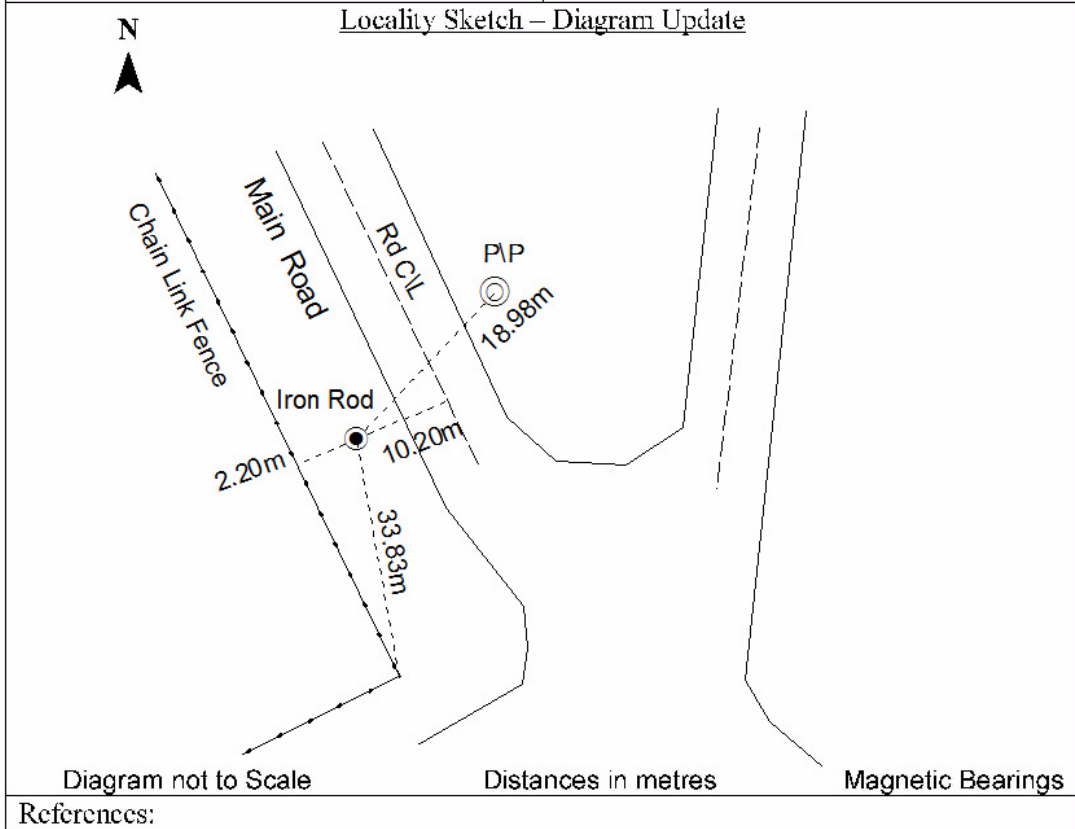 Locality Sketch – Diagram Update
N
Main Road
Rd C\L
P\P
Chain Link Fence
18.98m
Iron Rod
10.20m
2.20m
33.83m
Diagram not to Scale
Distances in metres
Magnetic Bearings
References: